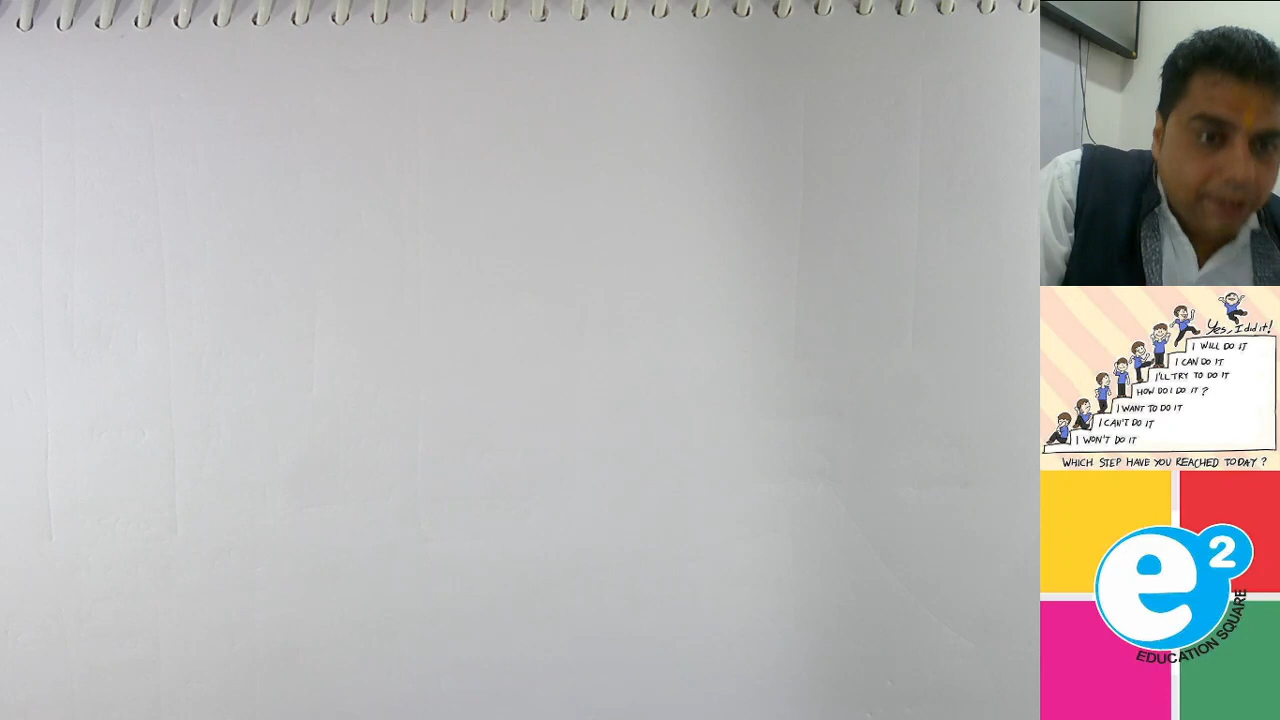 Yes, I did it!
I WILL DO IT
I CAN DO IT
I'LL TRY TO DO IT
HOW DO I DO IT?
I WANT TO DO IT
I CAN'T DO IT
I WON'T DO IT
WHICH STEP HAVE YOU REACHED TODAY?
e2
EDUCATION SQUARE